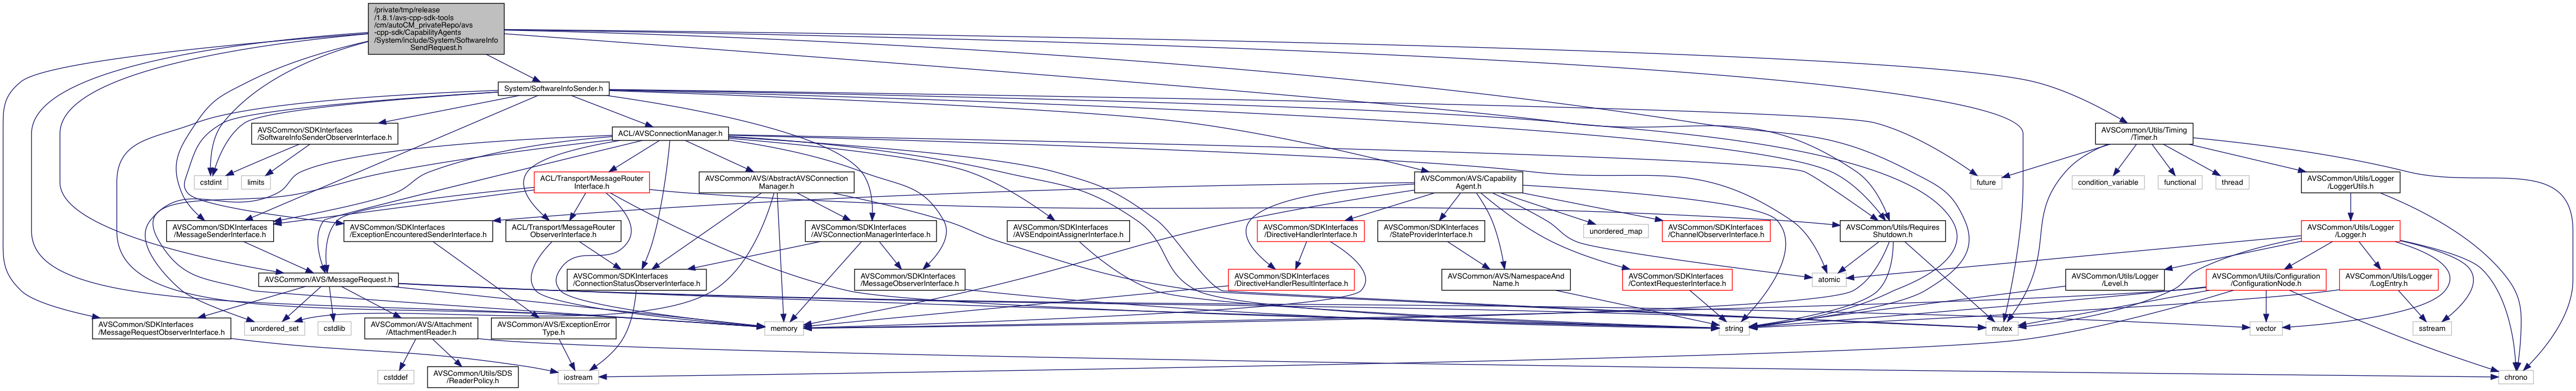 /private/tmp/release
/1.8.1/avs-cpp-sdk-tools
/cm/autoCM_privateRepo/avs
-cpp-sdk/CapabilityAgents
/System/include/System/SoftwareInfo
SendRequest.h
System/SoftwareInfoSender.h
AVSCommon/SDKInterfaces
/SoftwareInfoSenderObserverInterface.h
ACL/AVSConnectionManager.h
AVSCommon/Utils/Timing
/Timer.h
cstdint
limits
ACL/Transport/MessageRouter
Interface.h
AVSCommon/AVS/AbstractAVSConnection
Manager.h
AVSCommon/AVS/Capability
Agent.h
future
condition_variable
functional
thread
AVSCommon/Utils/Logger
/LoggerUtils.h
AVSCommon/SDKInterfaces
/MessageSenderInterface.h
AVSCommon/SDKInterfaces
/ExceptionEncounteredSenderInterface.h
ACL/Transport/MessageRouter
ObserverInterface.h
AVSCommon/SDKInterfaces
/AVSConnectionManagerInterface.h
AVSCommon/SDKInterfaces
/AVSEndpointAssignerInterface.h
AVSCommon/SDKInterfaces
/DirectiveHandlerInterface.h
AVSCommon/SDKInterfaces
/StateProviderInterface.h
unordered_map
AVSCommon/SDKInterfaces
/ChannelObserverInterface.h
AVSCommon/Utils/Requires
Shutdown.h
AVSCommon/Utils/Logger
/Logger.h
AVSCommon/AVS/MessageRequest.h
AVSCommon/SDKInterfaces
/ConnectionStatusObserverInterface.h
AVSCommon/SDKInterfaces
/MessageObserverInterface.h
AVSCommon/SDKInterfaces
/DirectiveHandlerResultInterface.h
AVSCommon/AVS/NamespaceAnd
Name.h
AVSCommon/SDKInterfaces
/ContextRequesterInterface.h
atomic
AVSCommon/Utils/Logger
/Level.h
AVSCommon/Utils/Configuration
/ConfigurationNode.h
AVSCommon/Utils/Logger
/LogEntry.h
AVSCommon/SDKInterfaces
/MessageRequestObserverInterface.h
unordered_set
cstdlib
AVSCommon/AVS/Attachment
/AttachmentReader.h
AVSCommon/AVS/ExceptionError
Type.h
memory
string
mutex
vector
sstream
cstddef
AVSCommon/Utils/SDS
/ReaderPolicy.h
iostream
chrono